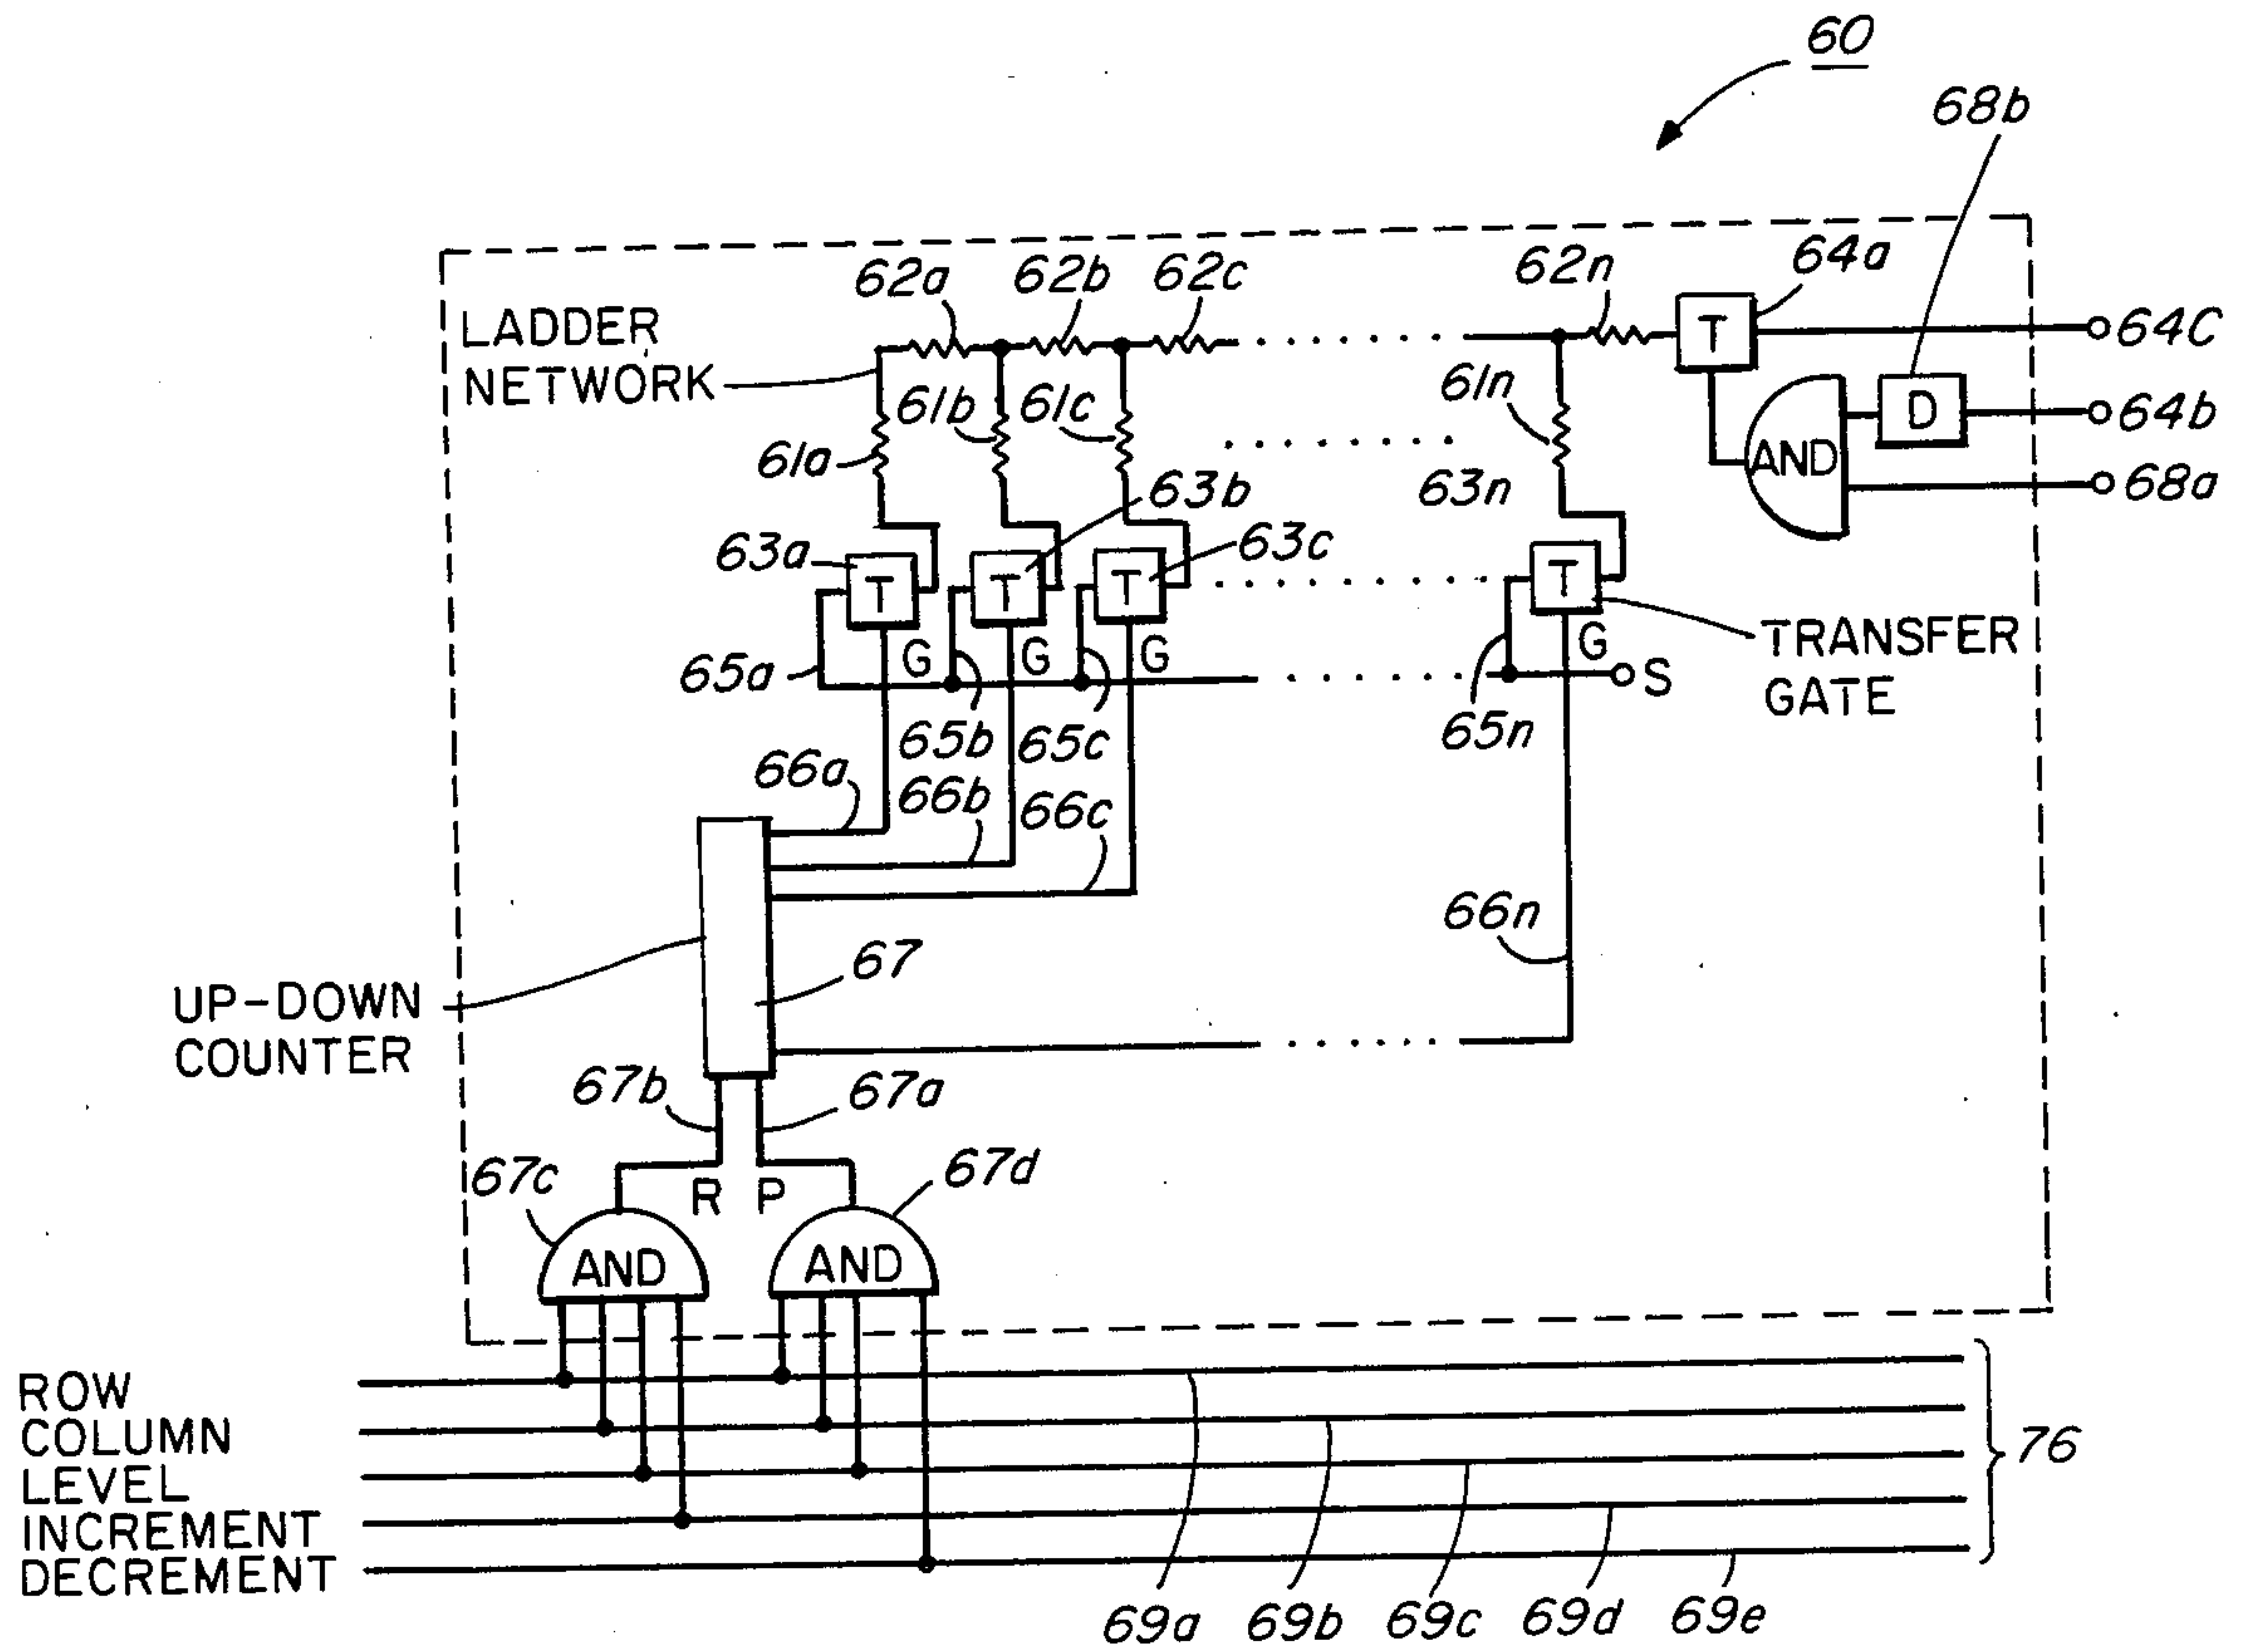 60
68b
62a 62b 62c 62n 64a
LADDER
NETWORK
T 64C
61a 61b 61c 61n D 64b
AND 68a
63a 63b 63c 63n
T T T T
G G G G
TRANSFER
GATE
S
65a 65b 65c 65n
66a 66b 66c 66n
67
UP-DOWN
COUNTER
67b 67a
67c R P 67d
AND AND
ROW
COLUMN
LEVEL
INCREMENT
DECREMENT
76
69a 69b 69c 69d 69e